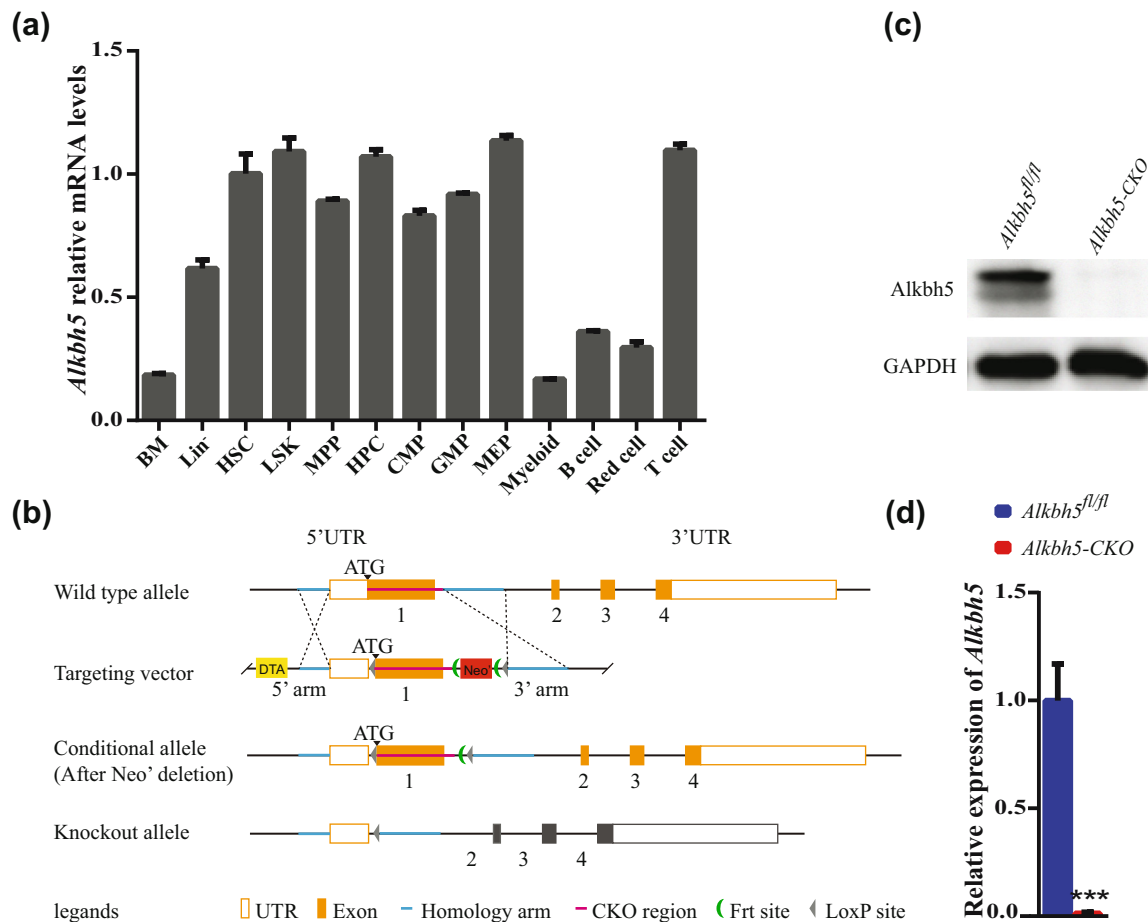 (a)
Alkbh5 relative mRNA levels
1.5
1.0
0.5
0.0
BM
Lin⁻
HSC
LSK
MPP
HPC
CMP
GMP
MEP
Myeloid
B cell
Red cell
T cell
(c)
Alkbh5fl/fl
Alkbh5-CKO
Alkbh5
GAPDH
(b)
5’UTR
3’UTR
Wild type allele
ATG
1
2
3
4
Targeting vector
DTA
ATG
Neo’
5’ arm
1
3’ arm
Conditional allele
(After Neo’ deletion)
ATG
1
2
3
4
Knockout allele
2
3
4
legands
UTR
Exon
Homology arm
CKO region
Frt site
LoxP site
(d)
Alkbh5fl/fl
Alkbh5-CKO
Relative expression of Alkbh5
1.5
1.0
0.5
0.0
***